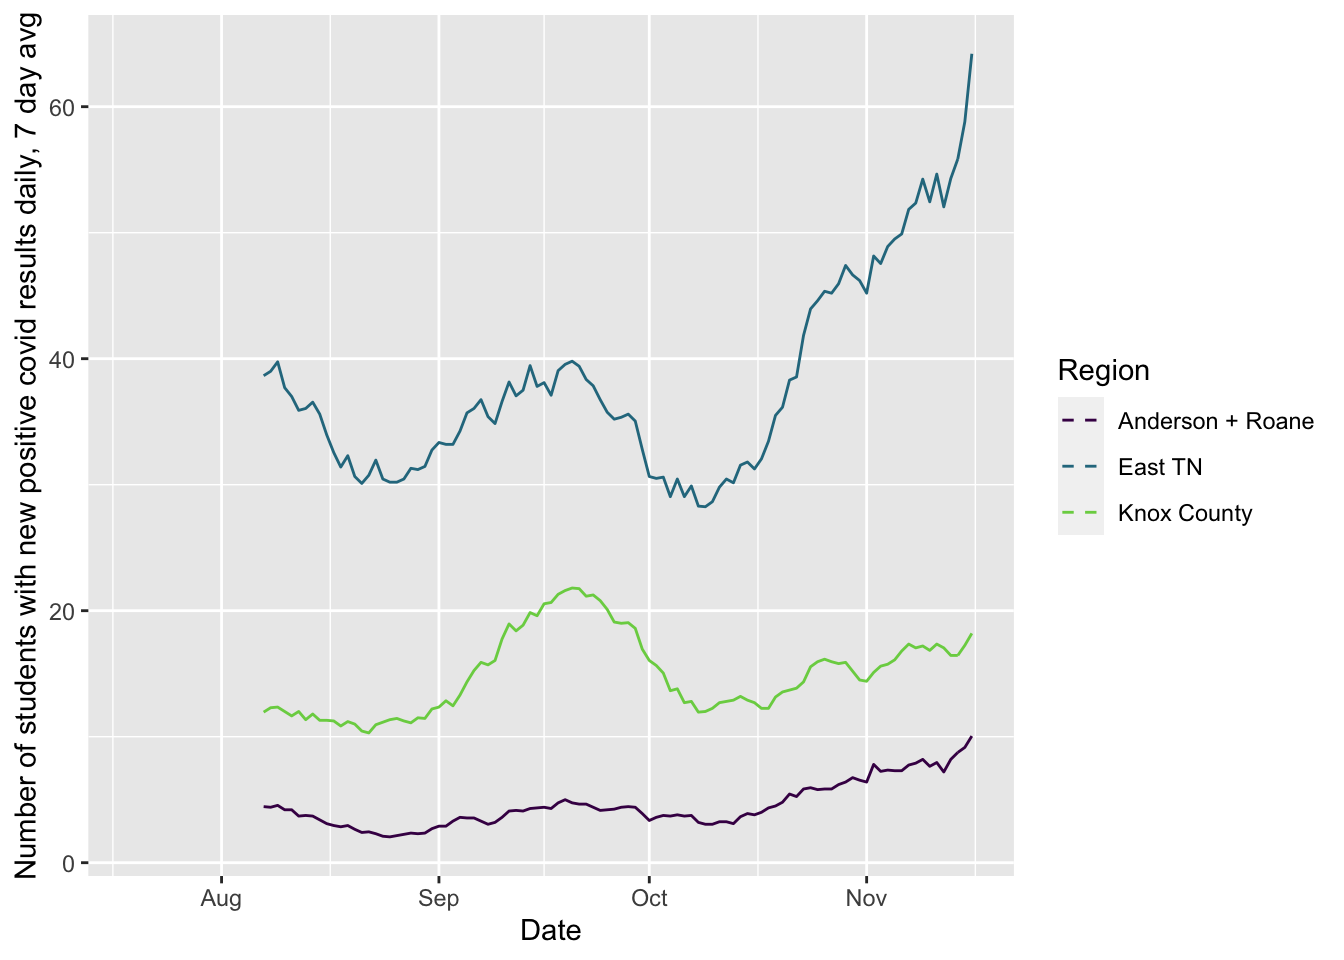 Number of students with new positive covid results daily, 7 day avg
60
40
20
0
Aug Sep Oct Nov
Date
Region
Anderson + Roane
East TN
Knox County